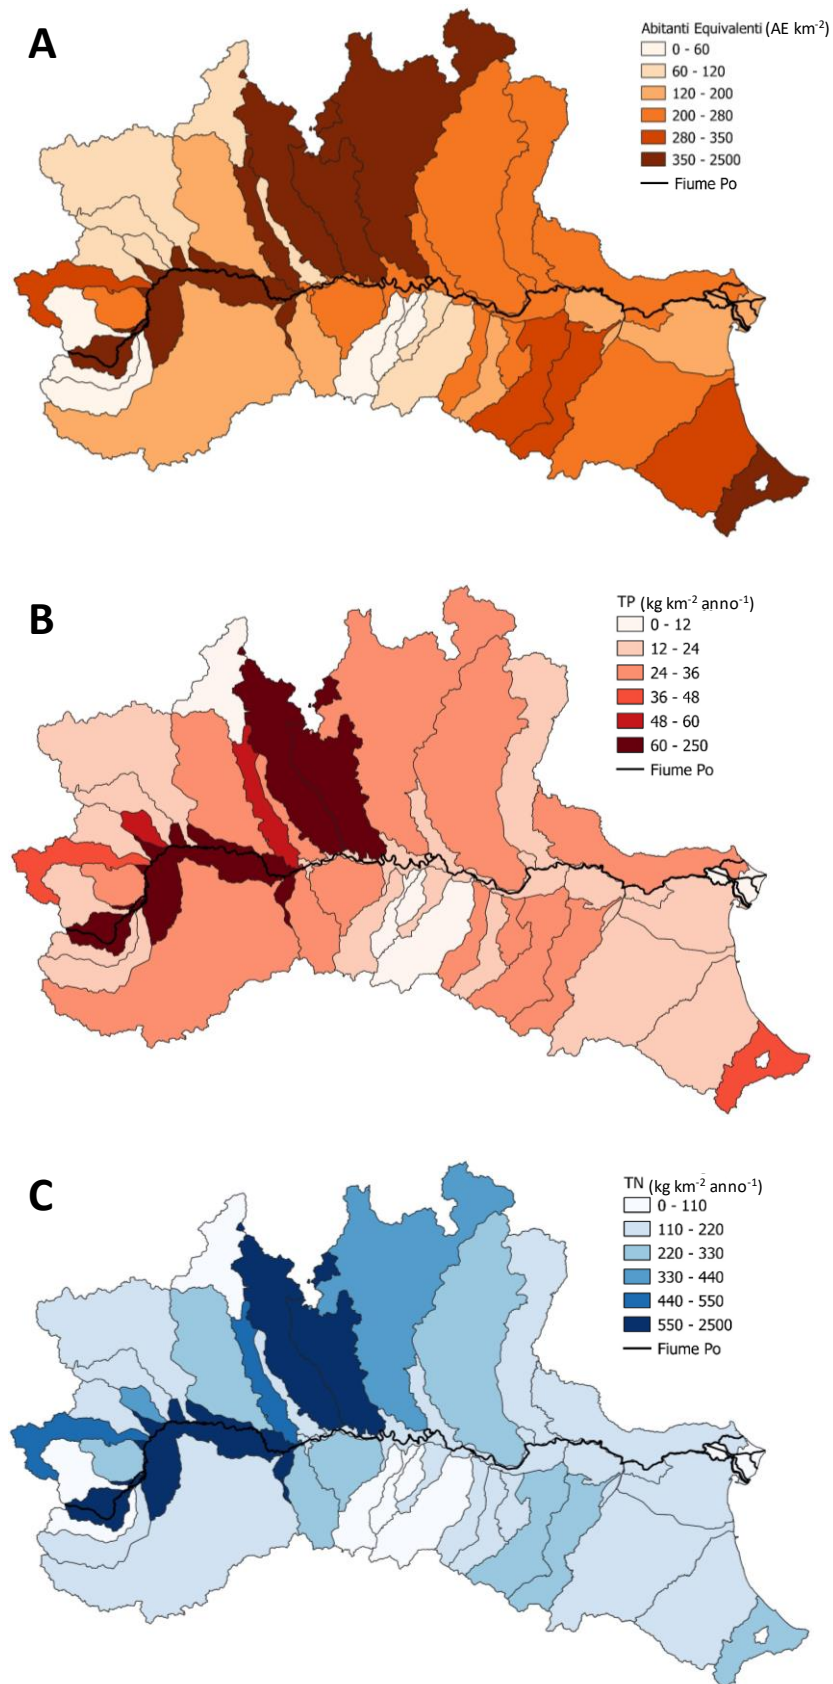 A
Abitanti Equivalenti (AE km-2)
0 - 60
60 - 120
120 - 200
200 - 280
280 - 350
350 - 2500
Fiume Po
B
TP (kg km-2 anno-1)
0 - 12
12 - 24
24 - 36
36 - 48
48 - 60
60 - 250
Fiume Po
C
TN (kg km-2 anno-1)
0 - 110
110 - 220
220 - 330
330 - 440
440 - 550
550 - 2500
Fiume Po